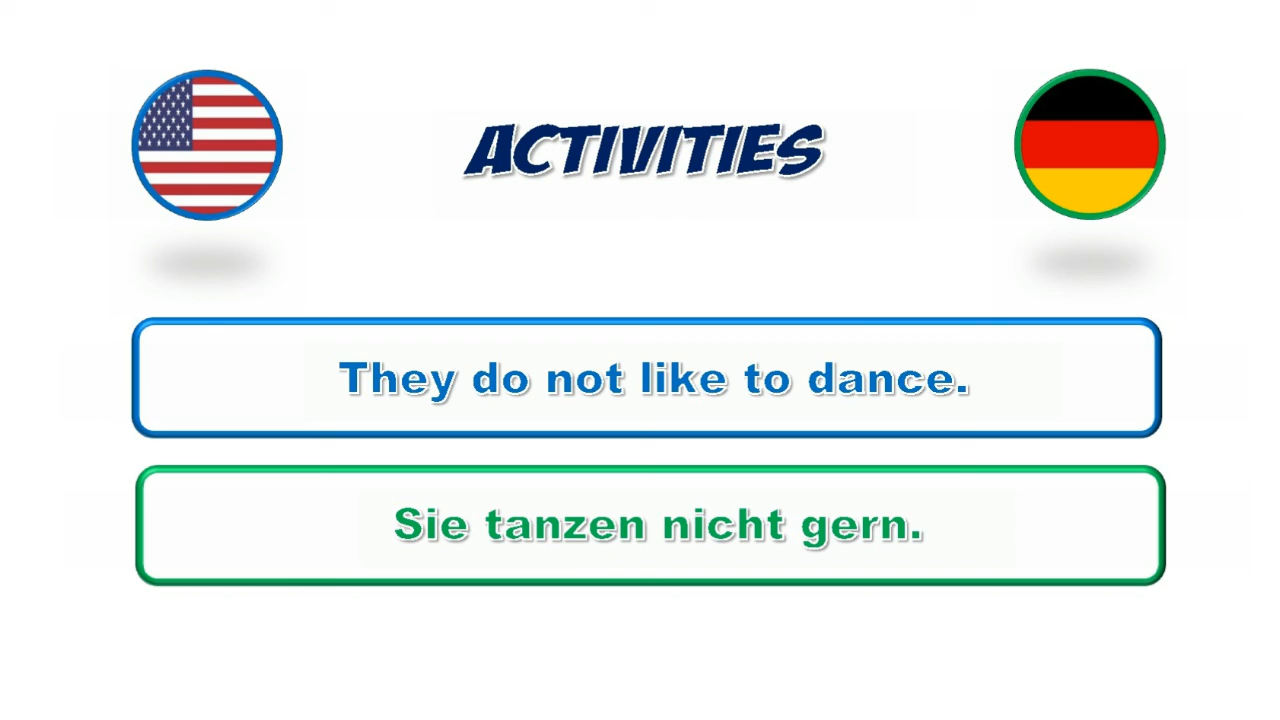 ACTIVITIES
They do not like to dance.
Sie tanzen nicht gern.